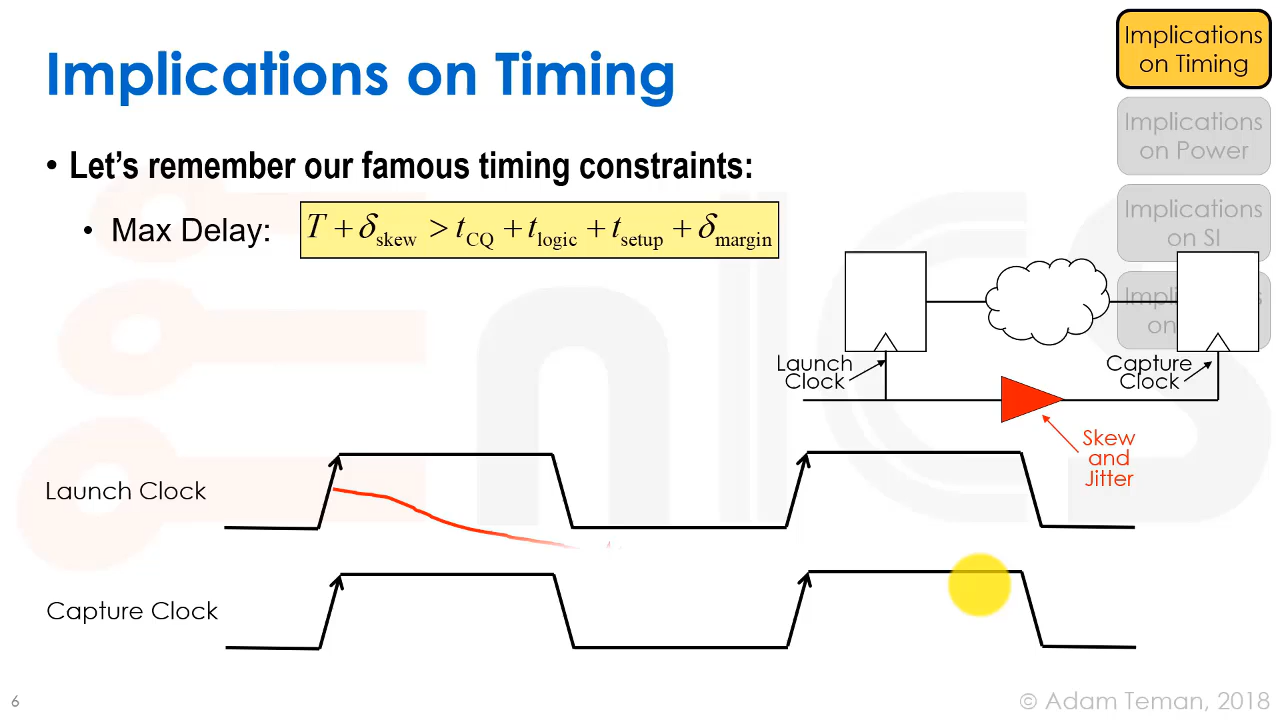 Implications on Timing
Implications
on Timing
Implications
on Power
Implications
on SI
on
• Let's remember our famous timing constraints:
• Max Delay: T + δskew > tCQ + tlogic + tsetup + δmargin
Launch
Clock
Capture
Clock
Skew
and
Jitter
Launch Clock
Capture Clock
6
© Adam Teman, 2018